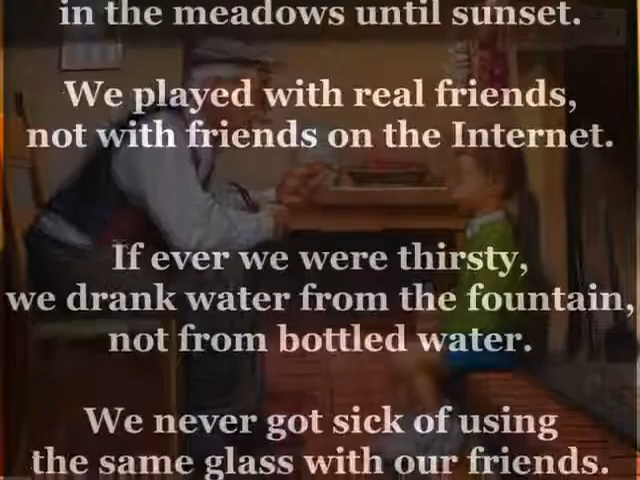 in the meadows until sunset.
We played with real friends,
not with friends on the Internet.
If ever we were thirsty,
we drank water from the fountain,
not from bottled water.
We never got sick of using
the same glass with our friends.